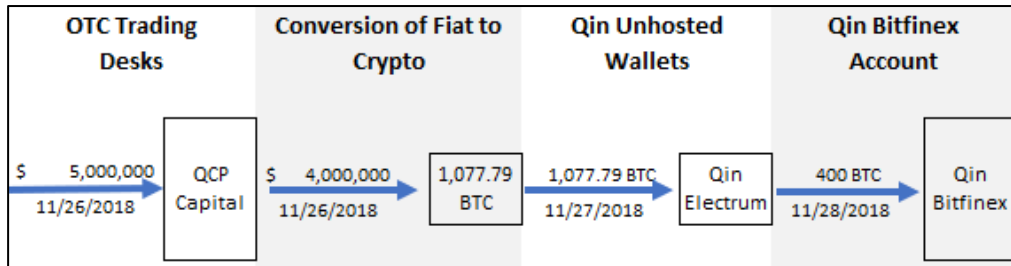 OTC Trading
Desks
Conversion of Fiat to
Crypto
Qin Unhosted
Wallets
Qin Bitfinex
Account
$ 5,000,000
11/26/2018
QCP
Capital
$ 4,000,000
11/26/2018
1,077.79
BTC
1,077.79 BTC
11/27/2018
Qin
Electrum
400 BTC
11/28/2018
Qin
Bitfinex